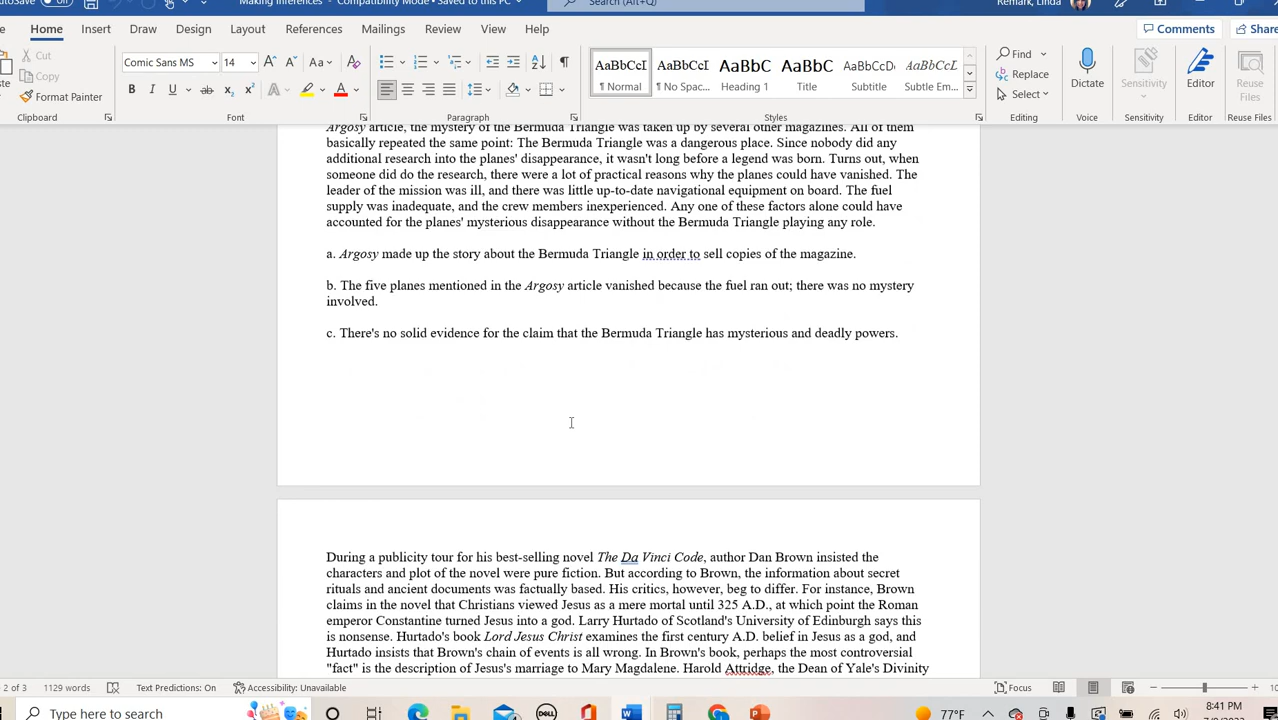 AutoSave Off Making Inferences - Compatibility Mode - Saved to this PC Search (Alt+Q) Remark, Linda
Home Insert Draw Design Layout References Mailings Review View Help Comments Share
Cut
Copy
Format Painter
Clipboard
Comic Sans MS 14
Font
Paragraph
AaBbCcI AaBbCcI AaBbC AaBbC AaBbCcD AaBbCcL
¶ Normal ¶ No Spac... Heading 1 Title Subtitle Subtle Em...
Styles
Find
Replace
Select
Editing
Dictate
Voice
Sensitivity
Sensitivity
Editor
Editor
Reuse
Files
Reuse Files
Argosy article, the mystery of the Bermuda Triangle was taken up by several other magazines. All of them
basically repeated the same point: The Bermuda Triangle was a dangerous place. Since nobody did any
additional research into the planes' disappearance, it wasn't long before a legend was born. Turns out, when
someone did do the research, there were a lot of practical reasons why the planes could have vanished. The
leader of the mission was ill, and there was little up-to-date navigational equipment on board. The fuel
supply was inadequate, and the crew members inexperienced. Any one of these factors alone could have
accounted for the planes' mysterious disappearance without the Bermuda Triangle playing any role.
a. Argosy made up the story about the Bermuda Triangle in order to sell copies of the magazine.
b. The five planes mentioned in the Argosy article vanished because the fuel ran out; there was no mystery
involved.
c. There's no solid evidence for the claim that the Bermuda Triangle has mysterious and deadly powers.
During a publicity tour for his best-selling novel The Da Vinci Code, author Dan Brown insisted the
characters and plot of the novel were pure fiction. But according to Brown, the information about secret
rituals and ancient documents was factually based. His critics, however, beg to differ. For instance, Brown
claims in the novel that Christians viewed Jesus as a mere mortal until 325 A.D., at which point the Roman
emperor Constantine turned Jesus into a god. Larry Hurtado of Scotland's University of Edinburgh says this
is nonsense. Hurtado's book Lord Jesus Christ examines the first century A.D. belief in Jesus as a god, and
Hurtado insists that Brown's chain of events is all wrong. In Brown's book, perhaps the most controversial
"fact" is the description of Jesus's marriage to Mary Magdalene. Harold Attridge, the Dean of Yale's Divinity
2 of 3 1129 words Text Predictions: On Accessibility: Unavailable Focus
Type here to search 77°F 8:41 PM